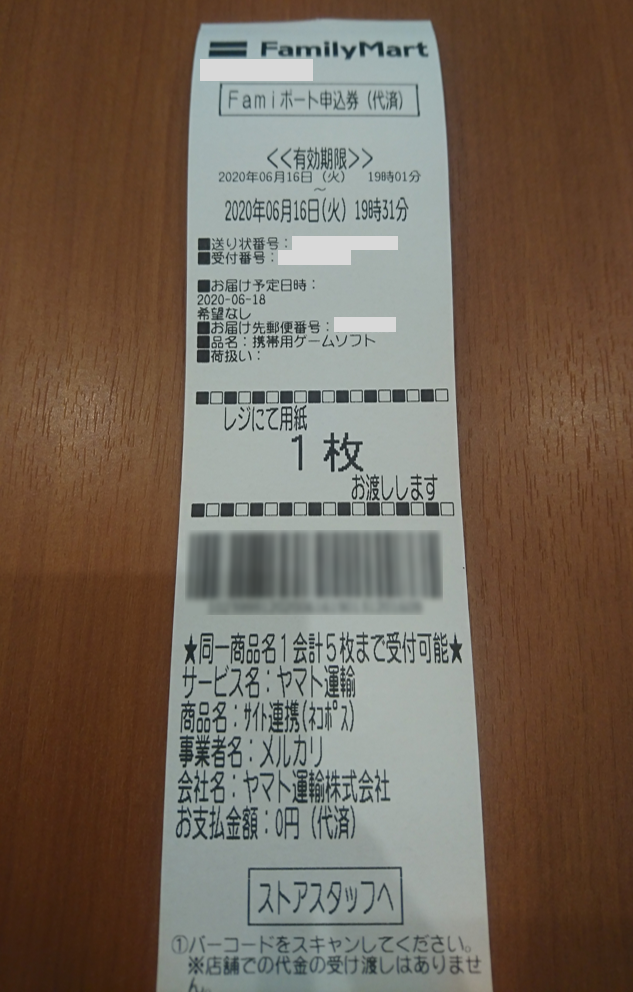 FamilyMart
Famiポート申込券(代済)
<<有効期限>>
2020年06月16日(火) 19時01分
～
2020年06月16日(火) 19時31分
■送り状番号:
■受付番号:
■お届け予定日時:
2020-06-18
希望なし
■お届け先郵便番号:
■品名:携帯用ゲームソフト
■荷扱い:
■□■□■□■□■□■□■□■□■□
レジにて用紙
1枚
お渡しします
■□■□■□■□■□■□■□■□■□
★同一商品名1会計5枚まで受付可能★
サービス名:ヤマト運輸
商品名:ｻｲﾄ連携(ﾈｺﾎﾟｽ)
事業者名:メルカリ
会社名:ヤマト運輸株式会社
お支払金額:0円(代済)
ストアスタッフへ
①バーコードをスキャンしてください。
※店舗での代金の受け渡しはありませ
ん。